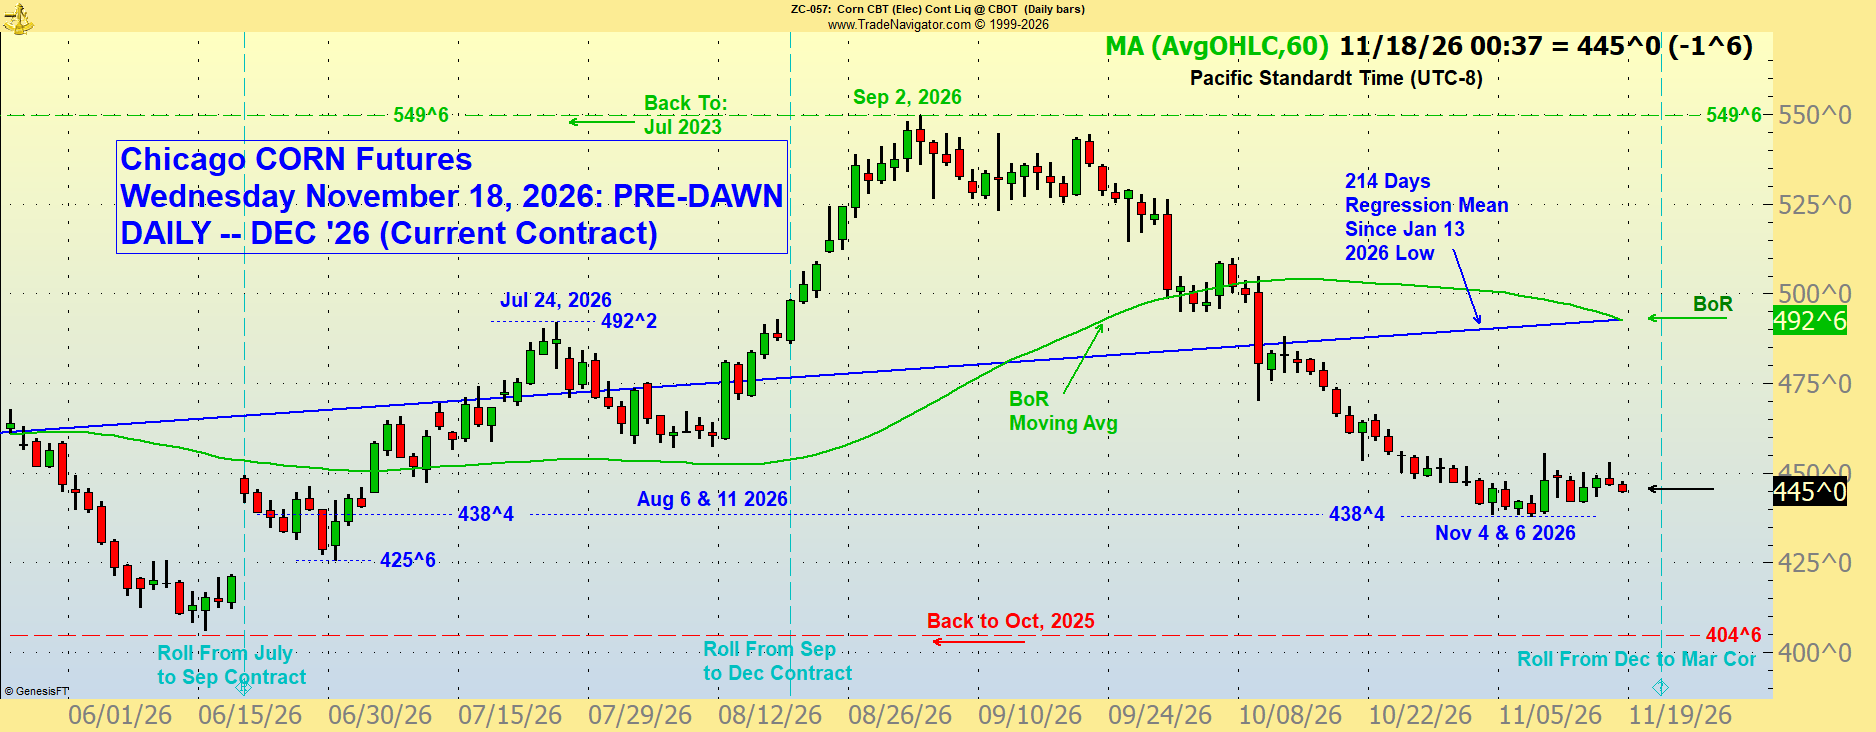 ZC-057: Corn CBT (Elec) Cont Liq @ CBOT (Daily bars)
www.TradeNavigator.com © 1999-2026
MA (AvgOHLC,60) 11/18/26 00:37 = 445^0 (-1^6)
Pacific Standardt Time (UTC-8)
Sep 2, 2026
549^6
Back To:
Jul 2023
549^6
550^0
Chicago CORN Futures
Wednesday November 18, 2026: PRE-DAWN
DAILY -- DEC '26 (Current Contract)
214 Days
Regression Mean
Since Jan 13
2026 Low
525^0
Jul 24, 2026
492^2
500^0
BoR
492^6
475^0
BoR
Moving Avg
450^0
445^0
Aug 6 & 11 2026
438^4
438^4
Nov 4 & 6 2026
425^6
425^0
Back to Oct, 2025
404^6
400^0
Roll From July
to Sep Contract
Roll From Sep
to Dec Contract
Roll From Dec to Mar Cor
© GenesisFT
06/01/26 06/15/26 06/30/26 07/15/26 07/29/26 08/12/26 08/26/26 09/10/26 09/24/26 10/08/26 10/22/26 11/05/26 11/19/26